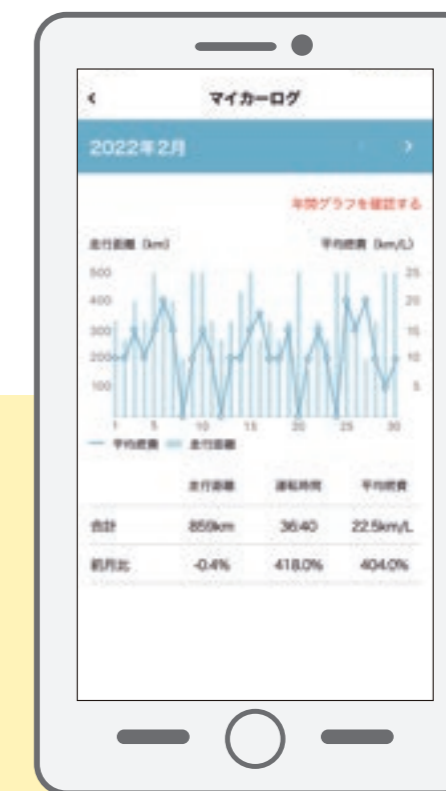 ‹ マイカーログ
2022年2月 ›
年間グラフを確認する
走行距離 (km) 平均燃費 (km/L)
500 25
400 20
300 15
200 10
100 5
1 5 10 15 20 25 30
平均燃費 走行距離
走行距離 運転時間 平均燃費
合計 859km 36:40 22.5km/L
前月比 -0.4% 418.0% 404.0%